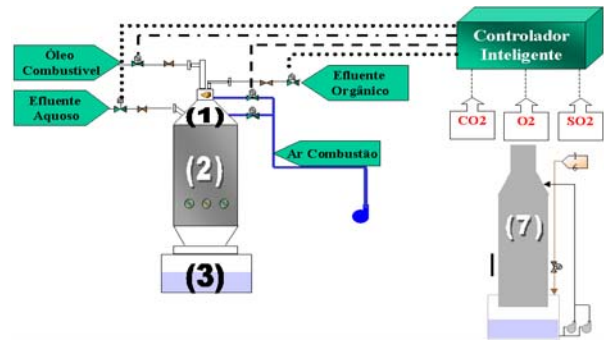 Óleo
Combustível
Efluente
Aquoso
Efluente
Orgânico
Ar Combustão
Controlador
Inteligente
CO2
O2
SO2
(1)
(2)
(3)
(7)